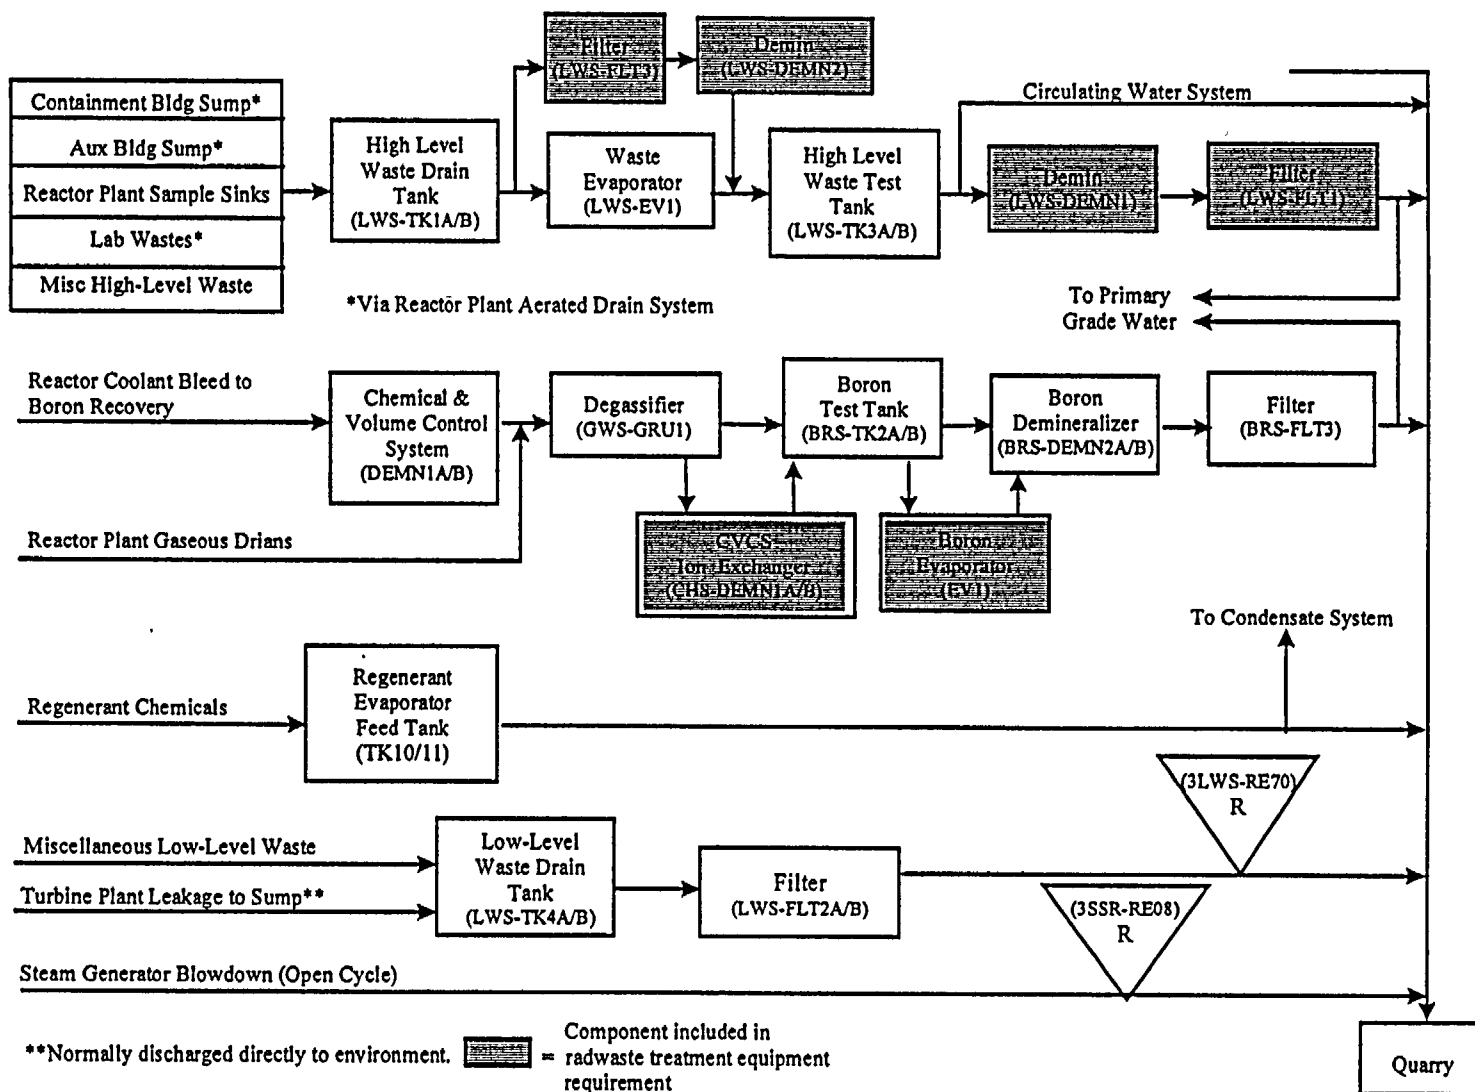 Filter
(LWS-FLT3)
Demin
(LWS-DEMN2)
Containment Bldg Sump*
Aux Bldg Sump*
Reactor Plant Sample Sinks
Lab Wastes*
Misc High-Level Waste
High Level
Waste Drain
Tank
(LWS-TK1A/B)
Waste
Evaporator
(LWS-EV1)
High Level
Waste Test
Tank
(LWS-TK3A/B)
Circulating Water System
Demin
(LWS-DEMN1)
Filter
(LWS-FLT1)
*Via Reactor Plant Aerated Drain System
To Primary
Grade Water
Reactor Coolant Bleed to
Boron Recovery
Chemical &
Volume Control
System
(DEMN1A/B)
Degassifier
(GWS-GRU1)
Boron
Test Tank
(BRS-TK2A/B)
Boron
Demineralizer
(BRS-DEMN2A/B)
Filter
(BRS-FLT3)
Reactor Plant Gaseous Drians
CVCS
Ion Exchanger
(CHS-DEMN1A/B)
Boron
Evaporator
(EV1)
To Condensate System
Regenerant Chemicals
Regenerant
Evaporator
Feed Tank
(TK10/11)
(3LWS-RE70)
R
Miscellaneous Low-Level Waste
Turbine Plant Leakage to Sump**
Low-Level
Waste Drain
Tank
(LWS-TK4A/B)
Filter
(LWS-FLT2A/B)
(3SSR-RE08)
R
Steam Generator Blowdown (Open Cycle)
**Normally discharged directly to environment.
= Component included in
radwaste treatment equipment
requirement
Quarry